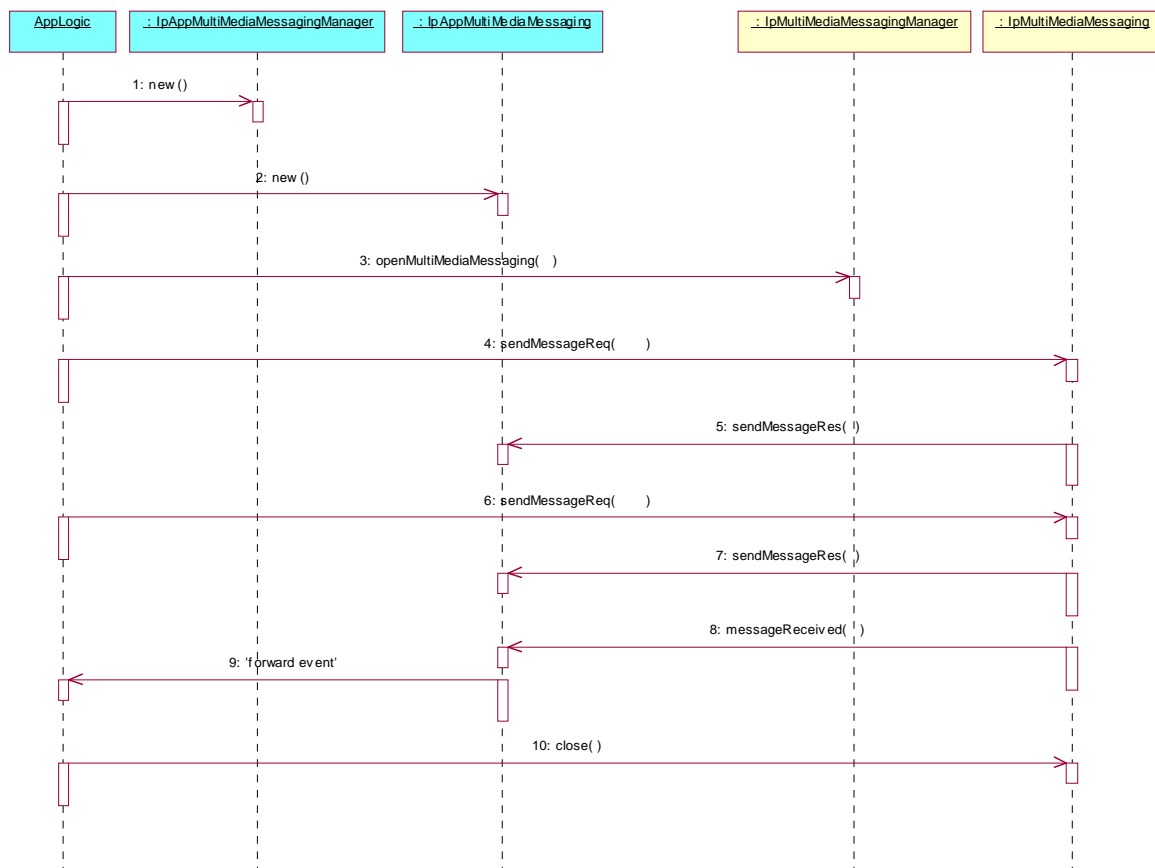 AppLogic
: IpAppMultiMediaMessagingManager
: IpAppMultiMediaMessaging
: IpMultiMediaMessagingManager
: IpMultiMediaMessaging
1: new()
2: new()
3: openMultiMediaMessaging( )
4: sendMessageReq( )
5: sendMessageRes( )
6: sendMessageReq( )
7: sendMessageRes( )
8: messageReceived( )
9: 'forward event'
10: close( )